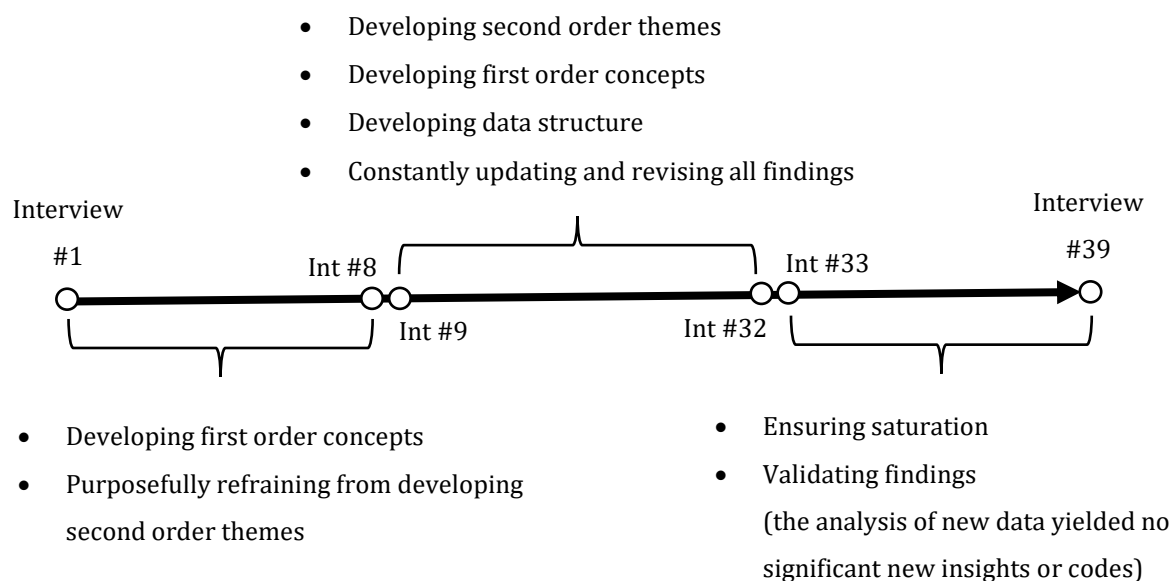 • Developing second order themes
• Developing first order concepts
• Developing data structure
• Constantly updating and revising all findings
Interview
#1
Interview
#39
Int #8
Int #33
Int #9
Int #32
• Developing first order concepts
• Purposefully refraining from developing
second order themes
• Ensuring saturation
• Validating findings
(the analysis of new data yielded no
significant new insights or codes)